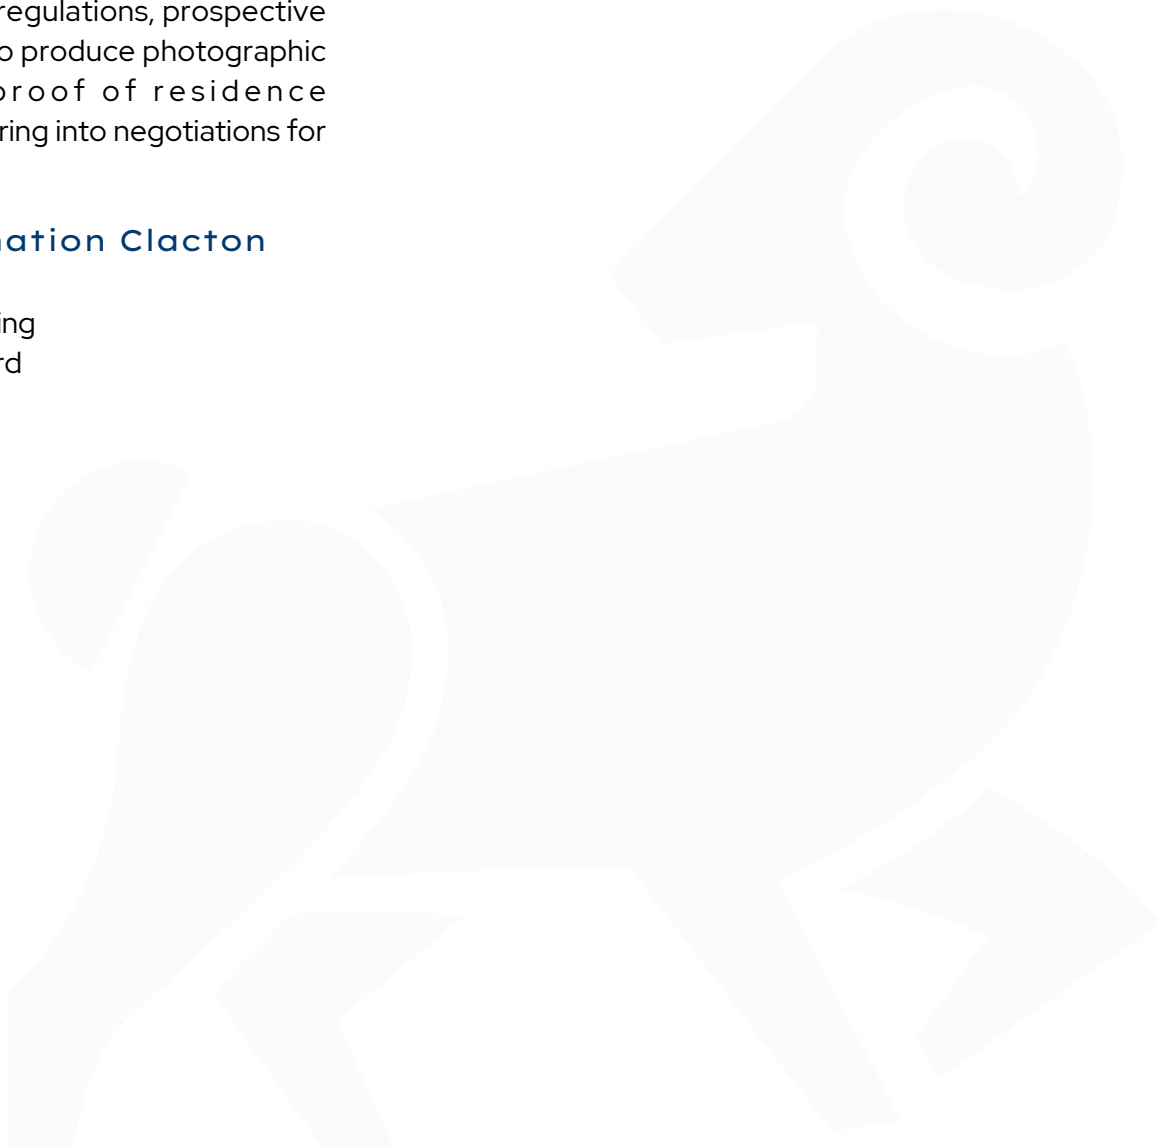 regulations, prospective
o produce photographic
proof of residence
ring into negotiations for
ation Clacton
ing
rd